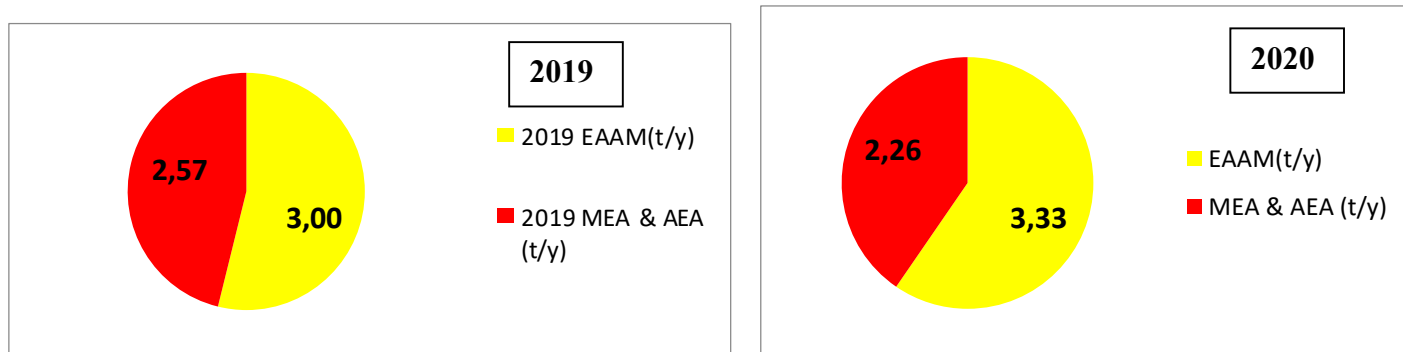 2019
2,57
3,00
2019 EAAM(t/y)
2019 MEA & AEA
(t/y)
2020
2,26
3,33
EAAM(t/y)
MEA & AEA (t/y)